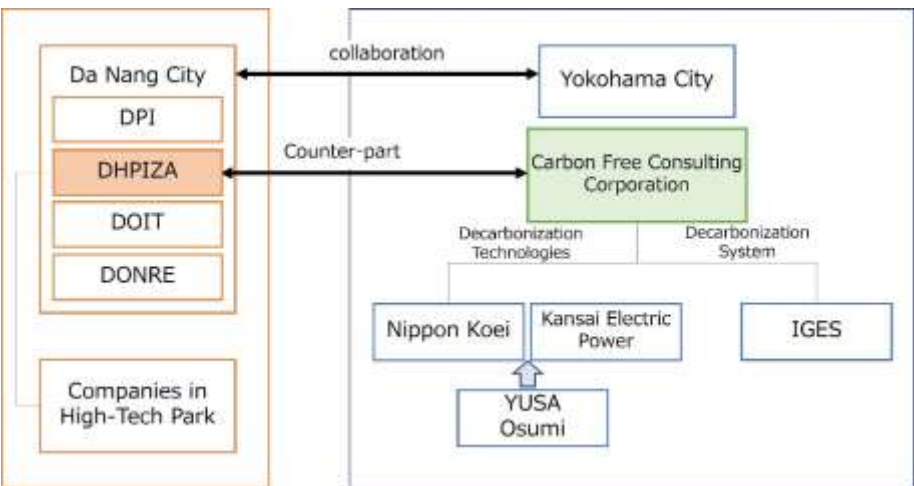 collaboration
Da Nang City
DPI
DHPIZA
DOIT
DONRE
Companies in
High-Tech Park
Counter-part
Yokohama City
Carbon Free Consulting
Corporation
Decarbonization
Technologies
Decarbonization
System
Nippon Koei
Kansai Electric
Power
IGES
YUSA
Osumi